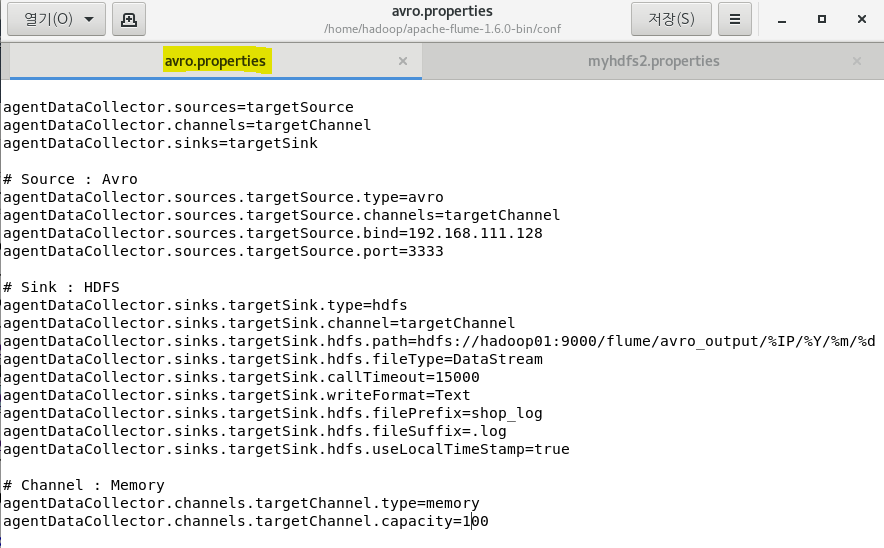 열기(O)
avro.properties
/home/hadoop/apache-flume-1.6.0-bin/conf
저장(S)
avro.properties
myhdfs2.properties
agentDataCollector.sources=targetSource
agentDataCollector.channels=targetChannel
agentDataCollector.sinks=targetSink
# Source : Avro
agentDataCollector.sources.targetSource.type=avro
agentDataCollector.sources.targetSource.channels=targetChannel
agentDataCollector.sources.targetSource.bind=192.168.111.128
agentDataCollector.sources.targetSource.port=3333
# Sink : HDFS
agentDataCollector.sinks.targetSink.type=hdfs
agentDataCollector.sinks.targetSink.channel=targetChannel
agentDataCollector.sinks.targetSink.hdfs.path=hdfs://hadoop01:9000/flume/avro_output/%IP/%Y/%m/%d
agentDataCollector.sinks.targetSink.hdfs.fileType=DataStream
agentDataCollector.sinks.targetSink.callTimeout=15000
agentDataCollector.sinks.targetSink.writeFormat=Text
agentDataCollector.sinks.targetSink.hdfs.filePrefix=shop_log
agentDataCollector.sinks.targetSink.hdfs.fileSuffix=.log
agentDataCollector.sinks.targetSink.hdfs.useLocalTimeStamp=true
# Channel : Memory
agentDataCollector.channels.targetChannel.type=memory
agentDataCollector.channels.targetChannel.capacity=100